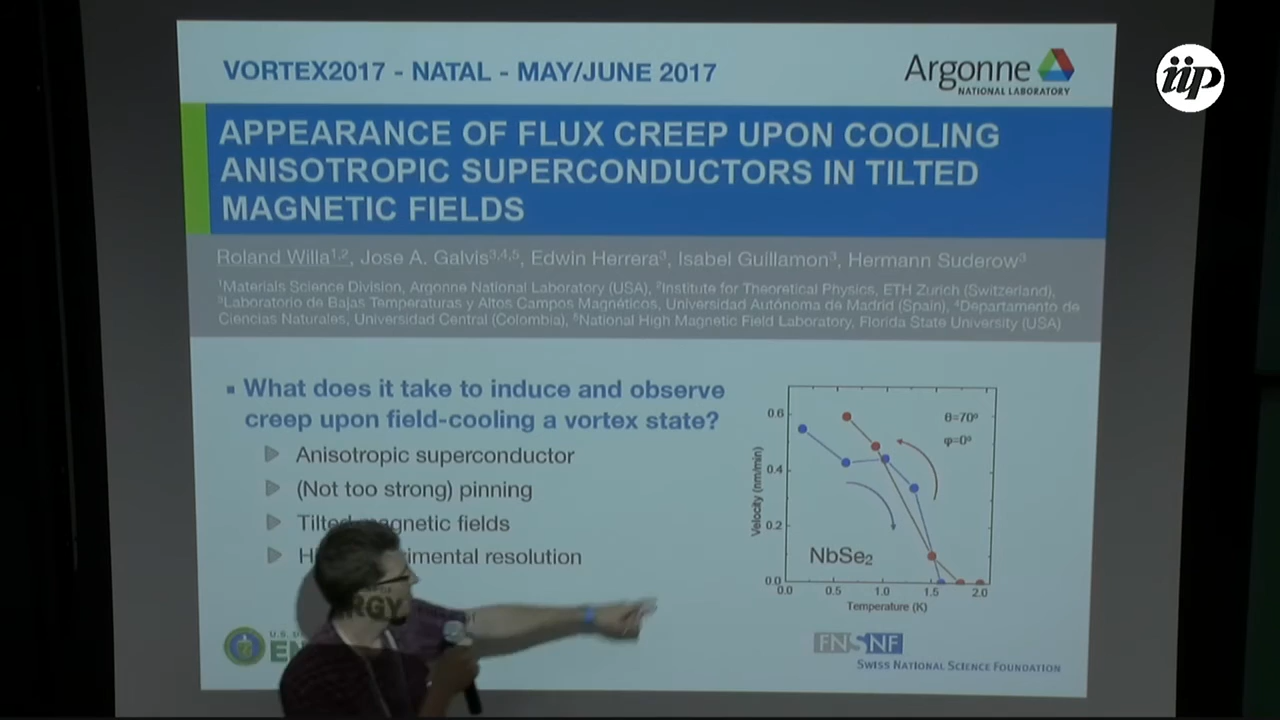 VORTEX2017 - NATAL - MAY/JUNE 2017
Argonne
NATIONAL LABORATORY
iip
APPEARANCE OF FLUX CREEP UPON COOLING
ANISOTROPIC SUPERCONDUCTORS IN TILTED
MAGNETIC FIELDS
Roland Willa¹,², Jose A. Galvis³,⁴,⁵, Edwin Herrera³, Isabel Guillamon³, Hermann Suderow³
¹Materials Science Division, Argonne National Laboratory (USA), ²Institute for Theoretical Physics, ETH Zurich (Switzerland),
³Laboratorio de Bajas Temperaturas y Altos Campos Magnéticos, Universidad Autónoma de Madrid (Spain), ⁴Departamento de
Ciencias Naturales, Universidad Central (Colombia), ⁵National High Magnetic Field Laboratory, Florida State University (USA)
What does it take to induce and observe
creep upon field-cooling a vortex state?
Anisotropic superconductor
(Not too strong) pinning
magnetic fields
resolution
Velocity (nm/min)
0.6
0.4
0.2
0.0
θ=70º
φ=0º
NbSe₂
0.0 0.5 1.0 1.5 2.0
Temperature (K)
U.S.
EN
RGY
FNSNF
SWISS NATIONAL SCIENCE FOUNDATION